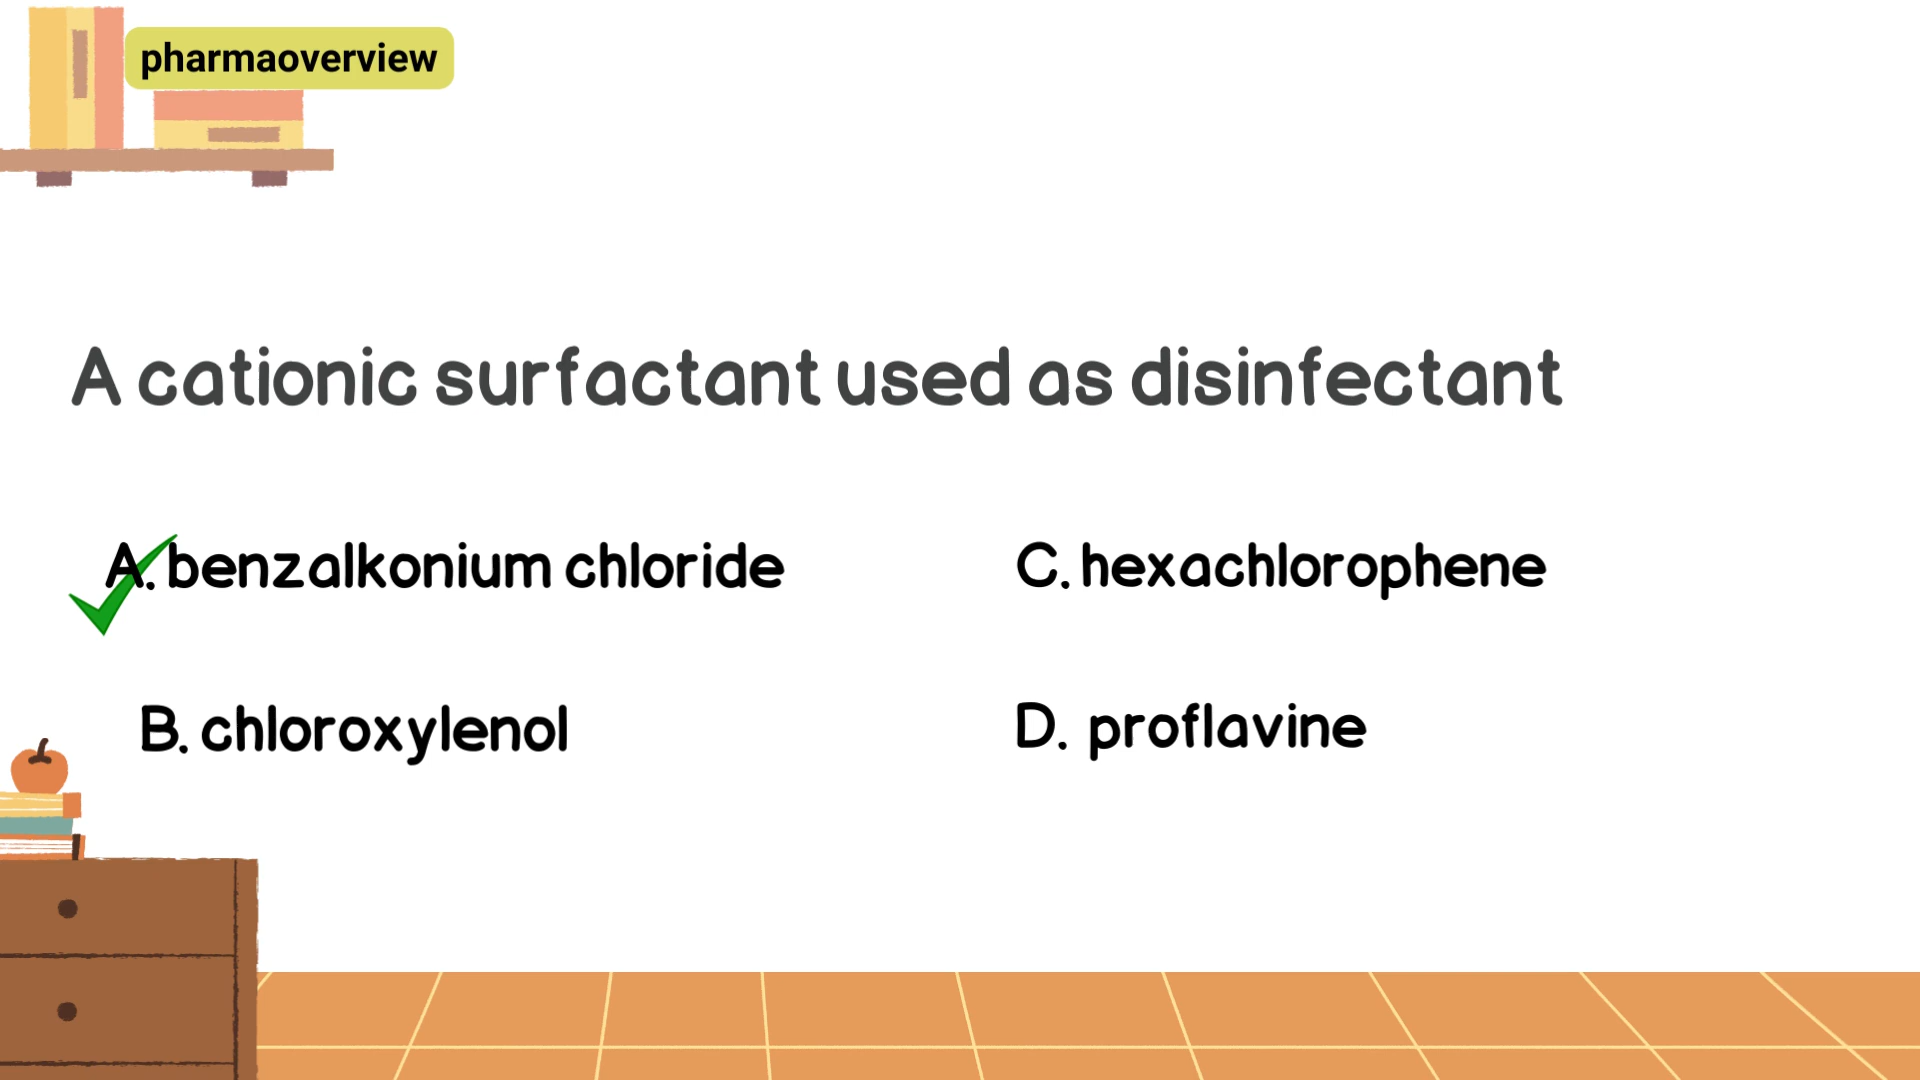 pharmaoverview
A cationic surfactant used as disinfectant
A. benzalkonium chloride
B. chloroxylenol
C. hexachlorophene
D. proflavine